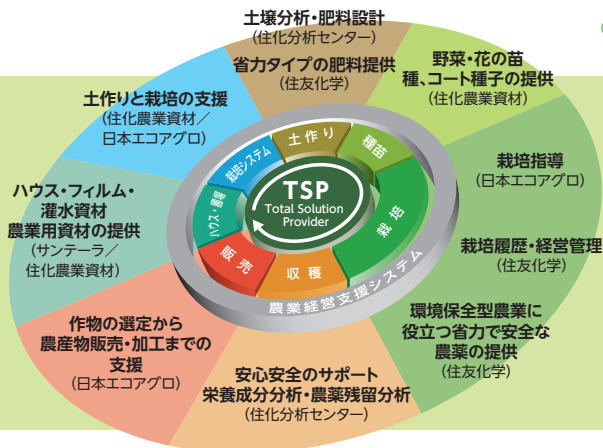 土壌分析・肥料設計
(住化分析センター)
省力タイプの肥料提供
(住友化学)
野菜・花の苗
種、コート種子の提供
(住化農業資材)
栽培指導
(日本エコアグロ)
栽培履歴・経営管理
(住友化学)
環境保全型農業に
役立つ省力で安全な
農薬の提供
(住友化学)
安心安全のサポート
栄養成分分析・農薬残留分析
(住化分析センター)
作物の選定から
農産物販売・加工までの
支援
(日本エコアグロ)
ハウス・フィルム・
灌水資材
農業用資材の提供
(サンテーラ/
住化農業資材)
土作りと栽培の支援
(住化農業資材/
日本エコアグロ)
土作り
種苗
栽培
収穫
販売
ハウス・圃場
栽培システム
TSP
Total Solution
Provider
農業経営支援システム